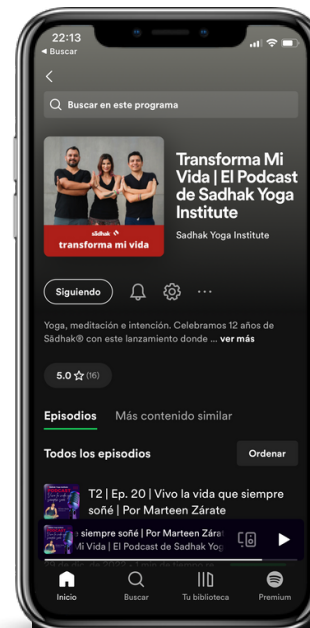 22:13
◀ Buscar
Buscar en este programa
Transforma Mi
Vida | El Podcast
de Sadhak Yoga
Institute
Sadhak Yoga Institute
sādhak
transforma mi vida
Siguiendo
Yoga, meditación e intención. Celebramos 12 años de
Sādhak® con este lanzamiento donde ... ver más
5.0 ☆ (16)
Episodios Más contenido similar
Todos los episodios
Ordenar
T2 | Ep. 20 | Vivo la vida que siempre
soñé | Por Marteen Zárate
siempre soñé | Por Marteen Zárat
Mi Vida | El Podcast de Sadhak Yog
Inicio
Buscar
Tu biblioteca
Premium